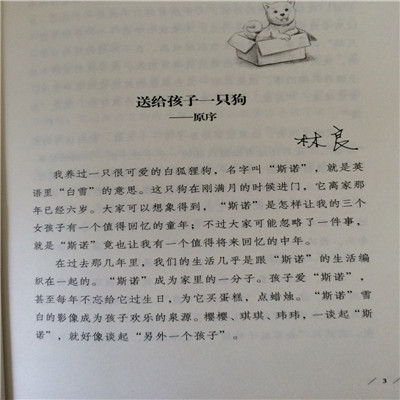 送给孩子一只狗
——原序
林良
我养过一只很可爱的白狐狸狗，名字叫“斯诺”，就是英
语里“白雪”的意思。这只狗在刚满月的时候进门，它离家那
年已经六岁。大家可以想象得到，“斯诺”是怎样让我的三个
女孩子有一个值得回忆的童年；不过大家可能忽略了一件事，
就是“斯诺”竟也让我有一个值得将来回忆的中年。
在过去那几年里，我们的生活几乎是跟“斯诺”的生活编
织在一起的。“斯诺”成为家里的一分子。孩子爱“斯诺”，
甚至每年不忘给它过生日，为它买蛋糕，点蜡烛。“斯诺”雪
白的影像成为孩子欢乐的泉源。樱樱、琪琪、玮玮，一谈起“斯
诺”，就好像谈起“另外一个孩子”。
/ 3 /